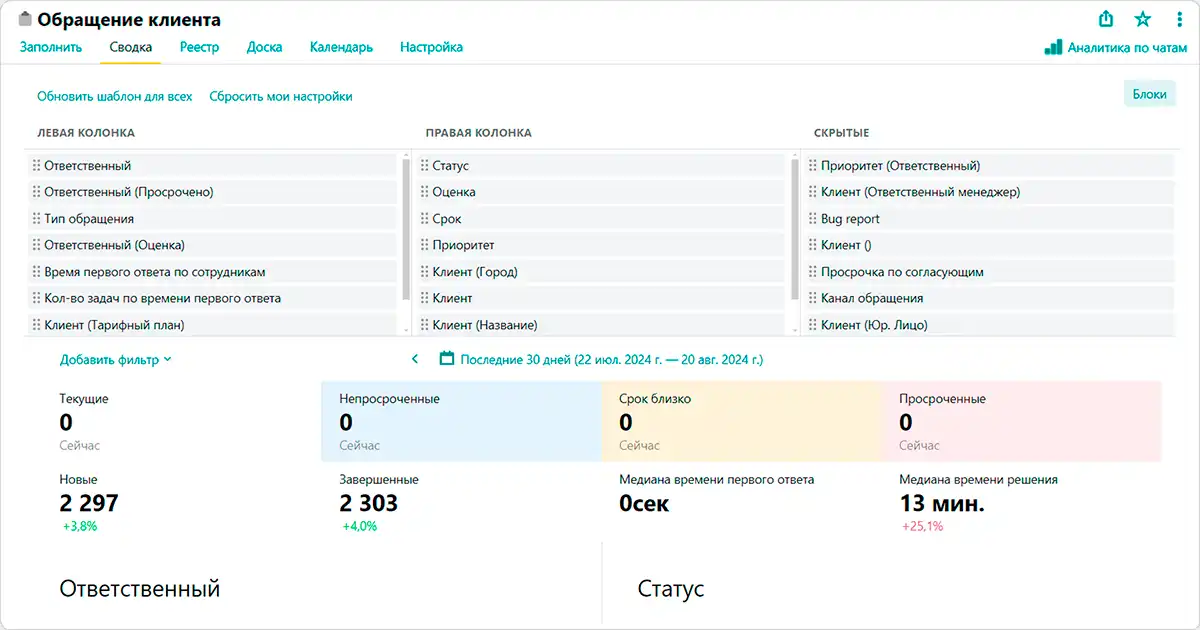 Обращение клиента
Заполнить Сводка Реестр Доска Календарь Настройка
Аналитика по чатам
Обновить шаблон для всех Сбросить мои настройки
Блоки
ЛЕВАЯ КОЛОНКА
Ответственный
Ответственный (Просрочено)
Тип обращения
Ответственный (Оценка)
Время первого ответа по сотрудникам
Кол-во задач по времени первого ответа
Клиент (Тарифный план)
ПРАВАЯ КОЛОНКА
Статус
Оценка
Срок
Приоритет
Клиент (Город)
Клиент
Клиент (Название)
СКРЫТЫЕ
Приоритет (Ответственный)
Клиент (Ответственный менеджер)
Bug report
Клиент ()
Просрочка по согласующим
Канал обращения
Клиент (Юр. Лицо)
Добавить фильтр
Последние 30 дней (22 июл. 2024 г. — 20 авг. 2024 г.)
Текущие
0
Сейчас
Непросроченные
0
Сейчас
Срок близко
0
Сейчас
Просроченные
0
Сейчас
Новые
2 297
+3,8%
Завершенные
2 303
+4,0%
Медиана времени первого ответа
0сек
Медиана времени решения
13 мин.
+25,1%
Ответственный
Статус